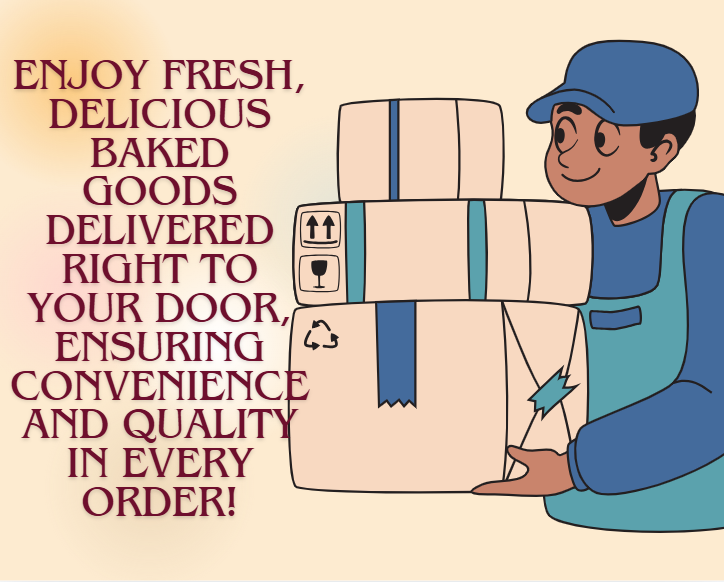 ENJOY FRESH,
DELICIOUS
BAKED
GOODS
DELIVERED
RIGHT TO
YOUR DOOR,
ENSURING
CONVENIENCE
AND QUALITY
IN EVERY
ORDER!